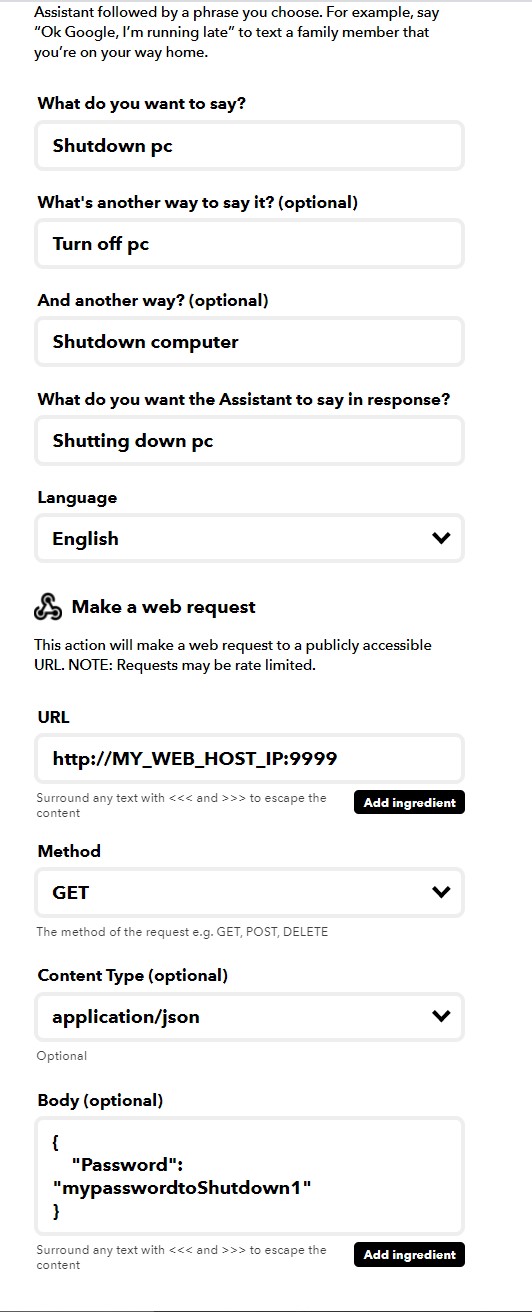 Assistant followed by a phrase you choose. For example, say
“Ok Google, I’m running late” to text a family member that
you’re on your way home.
What do you want to say?
Shutdown pc
What's another way to say it? (optional)
Turn off pc
And another way? (optional)
Shutdown computer
What do you want the Assistant to say in response?
Shutting down pc
Language
English
Make a web request
This action will make a web request to a publicly accessible
URL. NOTE: Requests may be rate limited.
URL
http://MY_WEB_HOST_IP:9999
Surround any text with <<< and >>> to escape the
content
Add ingredient
Method
GET
The method of the request e.g. GET, POST, DELETE
Content Type (optional)
application/json
Optional
Body (optional)
{
"Password":
"mypasswordtoShutdown1"
}
Surround any text with <<< and >>> to escape the
content
Add ingredient